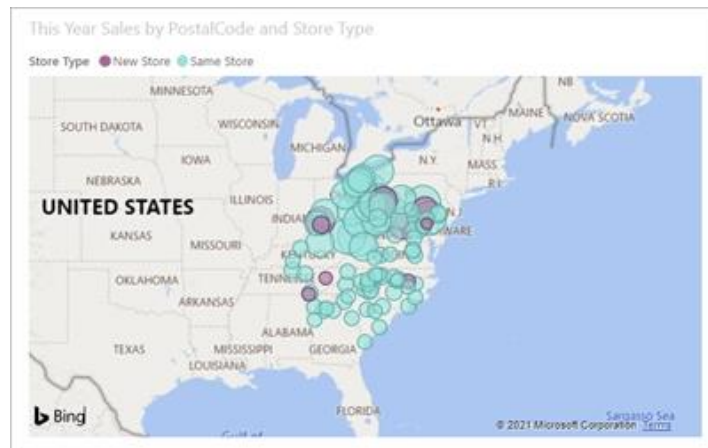 This Year Sales by PostalCode and Store Type
Store Type New Store Same Store
MINNESOTA
NB
Ottawa
VT
MAINE
NOVA SCOTIA
SOUTH DAKOTA
WISCONSIN
N.H
MICHIGAN
N.Y.
MASS
IOWA
R.I.
NEBRASKA
ILLINOIS
UNITED STATES
INDIA
N.J
KANSAS
MISSOURI
WARE
KENTUCKY
OKLAHOMA
TENNE
ARKANSAS
ALABAMA
TEXAS
MISSISSIPPI
GEORGIA
LOUISIANA
Bing
FLORIDA
Sargasso Sea
© 2021 Microsoft Corporation Terms
Gulf of